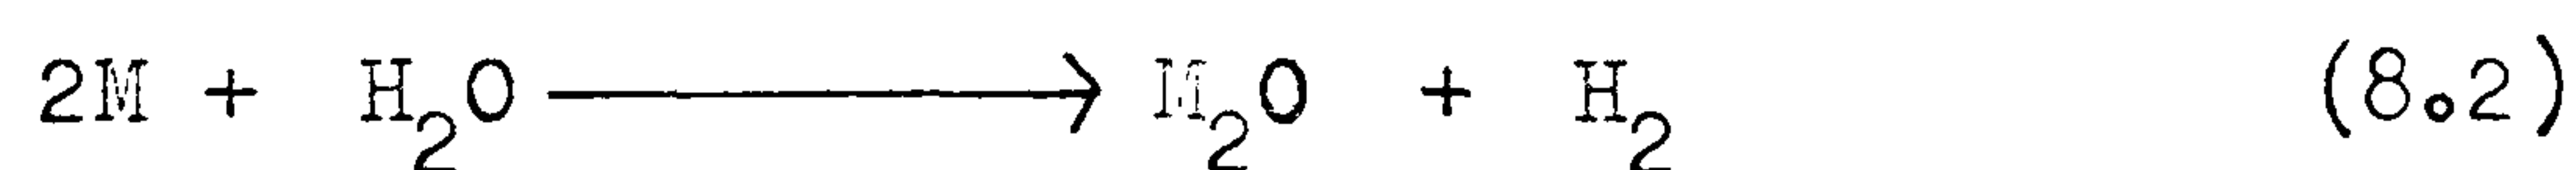 2M + H₂O ⟶ M₂O + H₂ (8.2)